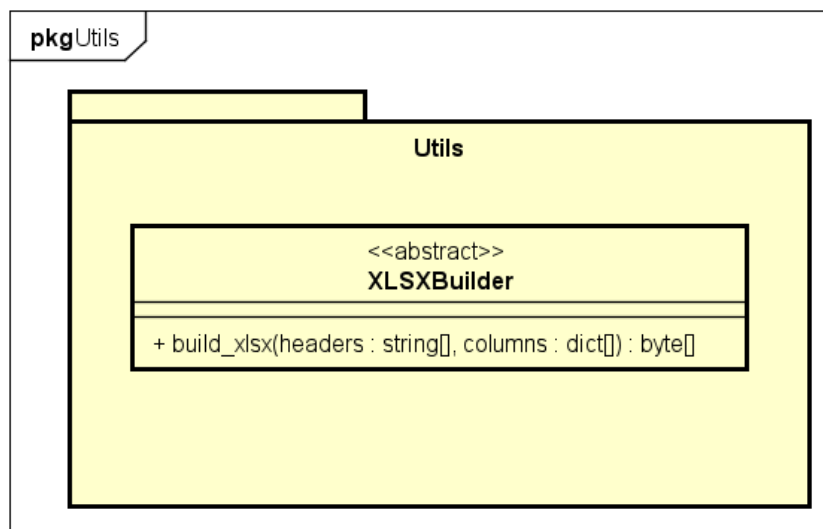 pkgUtils
Utils
<<abstract>>
XLSXBuilder
+ build_xlsx(headers : string[], columns : dict[]) : byte[]